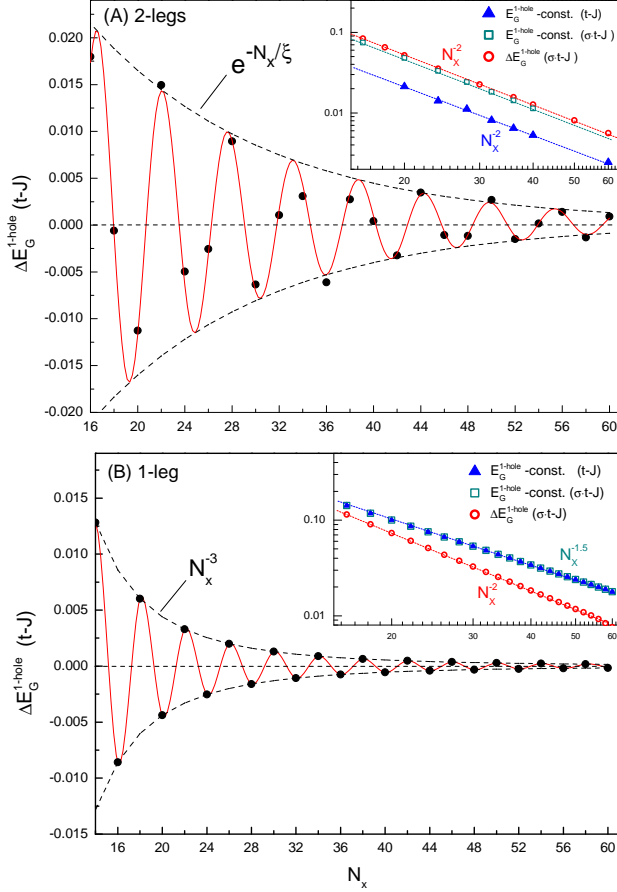 (A) 2-legs
e^{-N_x/ξ}
ΔE_G^{1-hole} (t-J)
0.020
0.015
0.010
0.005
0.000
-0.005
-0.010
-0.015
-0.020
16 20 24 28 32 36 40 44 48 52 56 60
E_G^{1-hole} -const. (t-J)
E_G^{1-hole} -const. (σ·t-J )
ΔE_G^{1-hole} (σ·t-J )
N_X^{-2}
N_X^{-2}
0.1
0.01
20 30 40 50 60
(B) 1-leg
N_x^{-3}
ΔE_G^{1-hole} (t-J)
0.015
0.010
0.005
0.000
-0.005
-0.010
-0.015
16 20 24 28 32 36 40 44 48 52 56 60
N_x
E_G^{1-hole} -const. (t-J)
E_G^{1-hole} -const. (σ·t-J)
ΔE_G^{1-hole} (σ·t-J)
N_x^{-1.5}
N_x^{-2}
0.10
0.01
20 30 40 50 60